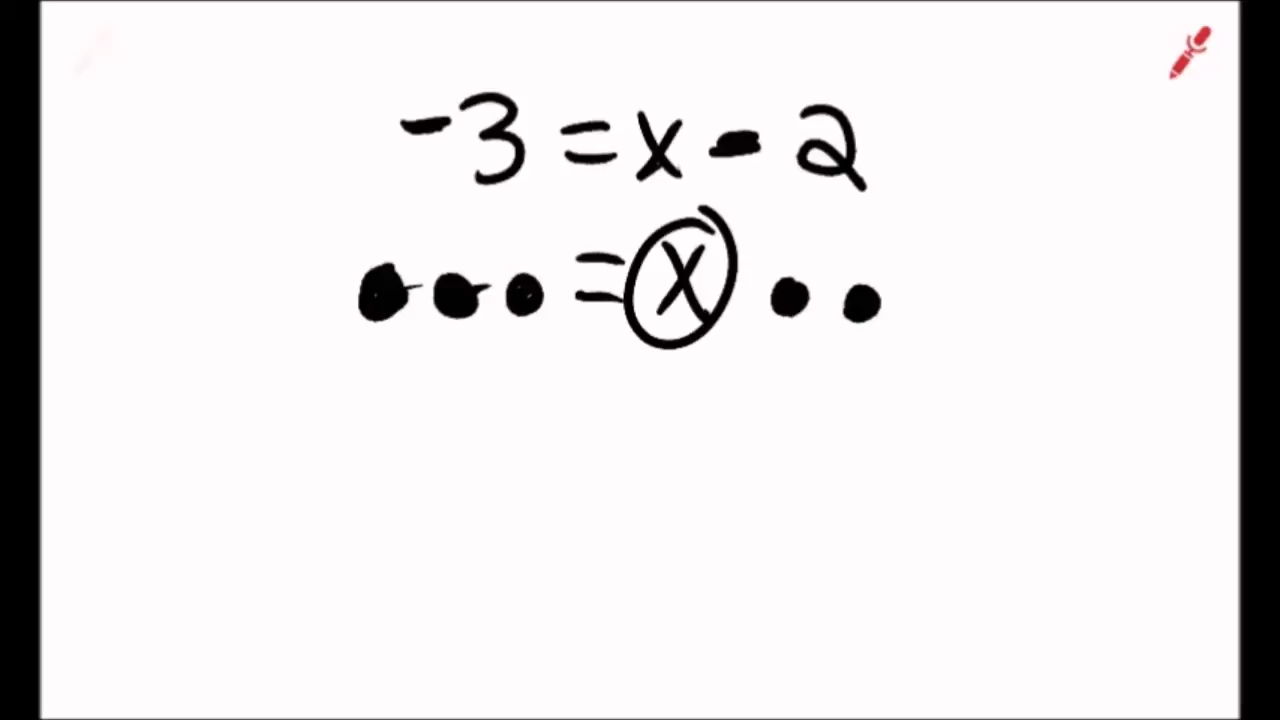 -3 = x - 2
● ● ● = ⓧ ● ●